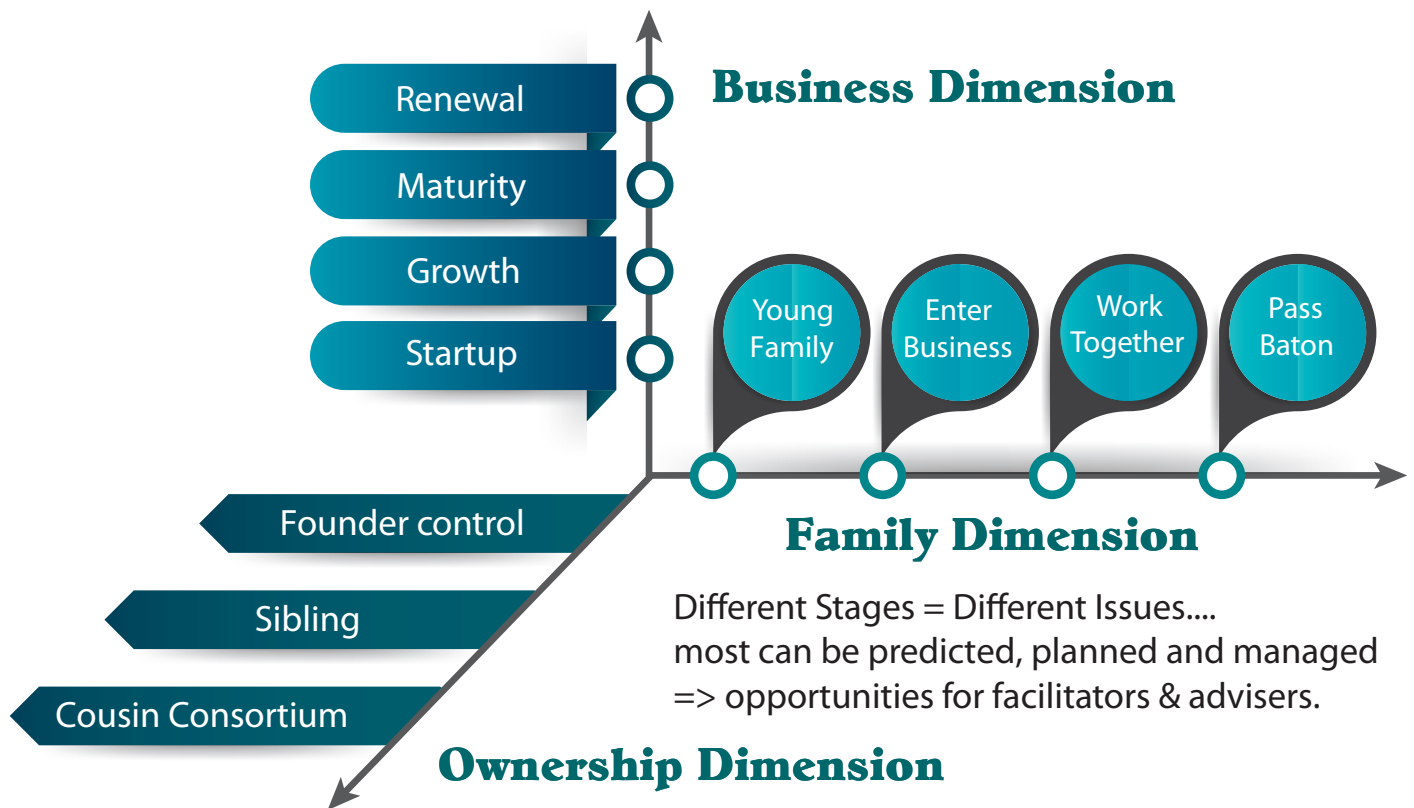 Business Dimension
Renewal
Maturity
Growth
Startup
Young
Family
Enter
Business
Work
Together
Pass
Baton
Family Dimension
Founder control
Sibling
Cousin Consortium
Different Stages = Different Issues....
most can be predicted, planned and managed
=> opportunities for facilitators & advisers.
Ownership Dimension